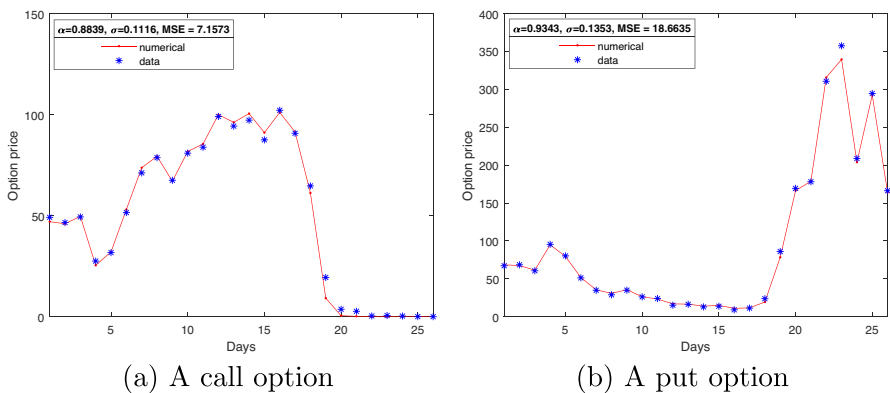 α=0.8839, σ=0.1116, MSE = 7.1573
numerical
data
Option price
150
100
50
0
5
10
15
20
25
Days
(a) A call option
α=0.9343, σ=0.1353, MSE = 18.6635
numerical
data
Option price
400
350
300
250
200
150
100
50
0
5
10
15
20
25
Days
(b) A put option